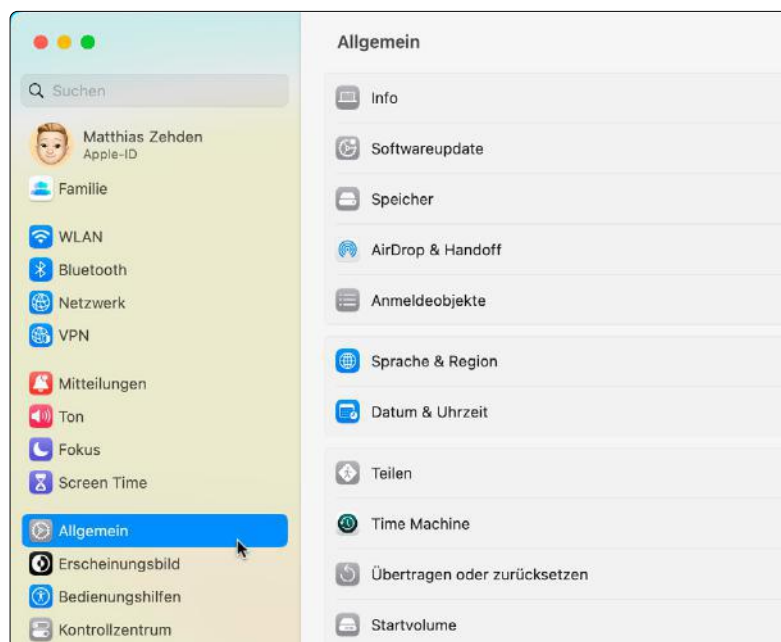 Suchen
Matthias Zehden
Apple-ID
Familie
WLAN
Bluetooth
Netzwerk
VPN
Mitteilungen
Ton
Fokus
Screen Time
Allgemein
Erscheinungsbild
Bedienungshilfen
Kontrollzentrum
Allgemein
Info
Softwareupdate
Speicher
AirDrop & Handoff
Anmeldeobjekte
Sprache & Region
Datum & Uhrzeit
Teilen
Time Machine
Übertragen oder zurücksetzen
Startvolume